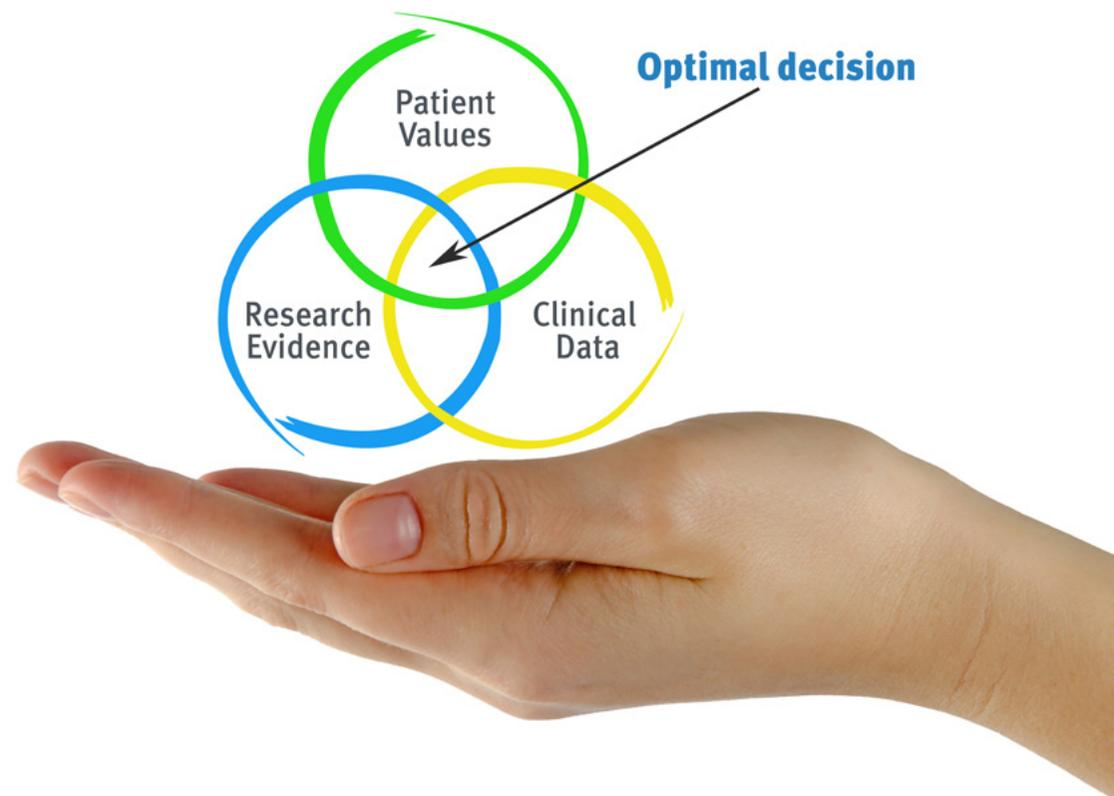 Optimal decision
Patient
Values
Research
Evidence
Clinical
Data